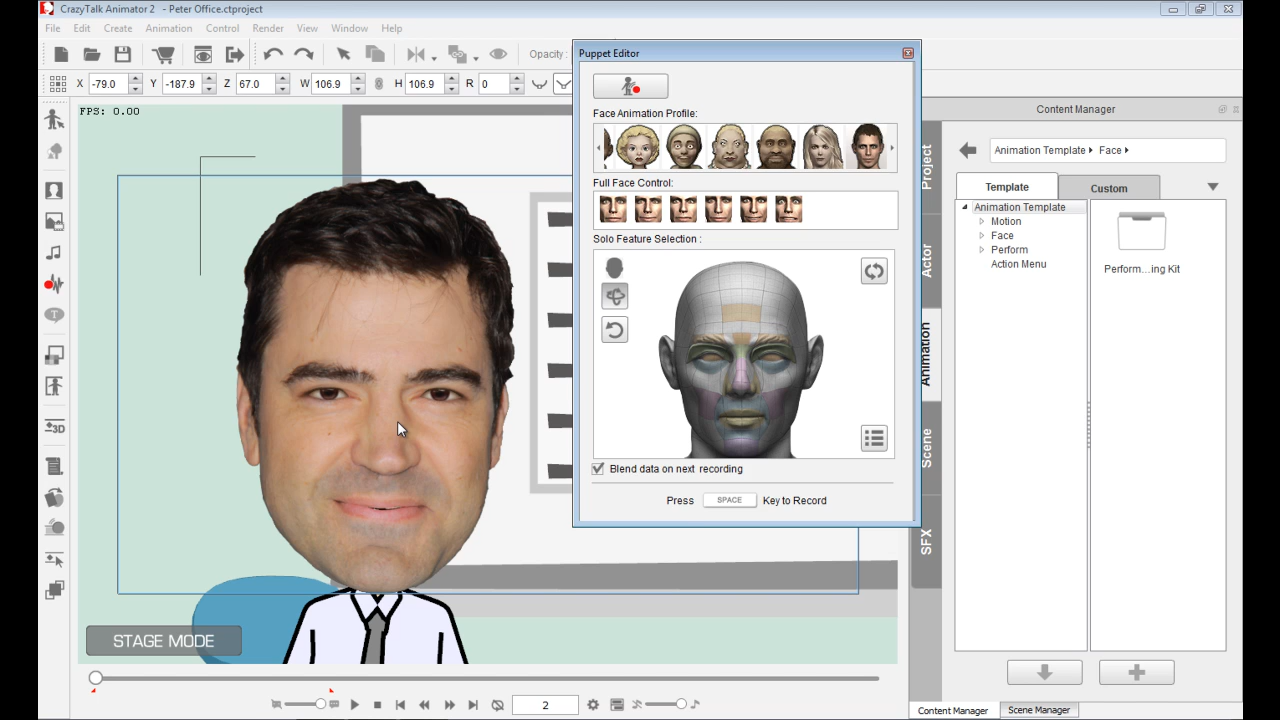 CrazyTalk Animator 2 - Peter Office.ctproject
File Edit Create Animation Control Render View Window Help
Opacity :
X -79.0 Y -187.9 Z 67.0 W 106.9 H 106.9 R 0
FPS: 0.00
Puppet Editor
Face Animation Profile:
Full Face Control:
Solo Feature Selection :
Blend data on next recording
Press SPACE Key to Record
Content Manager
Animation Template Face
Template Custom
Animation Template
Motion
Face
Perform
Action Menu
Perform...ing Kit
Project
Actor
Animation
Scene
SFX
STAGE MODE
2
Content Manager Scene Manager